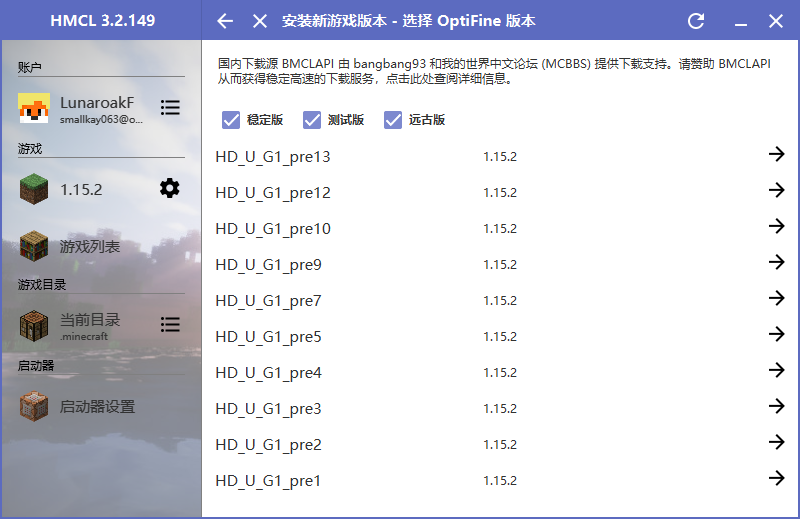 HMCL 3.2.149
安装新游戏版本 - 选择 OptiFine 版本
账户
LunaroakF
smallkay063@o...
游戏
1.15.2
游戏列表
游戏目录
当前目录
.minecraft
启动器
启动器设置
国内下载源 BMCLAPI 由 bangbang93 和我的世界中文论坛 (MCBBS) 提供下载支持。请赞助 BMCLAPI
从而获得稳定高速的下载服务，点击此处查阅详细信息。
稳定版 测试版 远古版
HD_U_G1_pre13 1.15.2
HD_U_G1_pre12 1.15.2
HD_U_G1_pre10 1.15.2
HD_U_G1_pre9 1.15.2
HD_U_G1_pre7 1.15.2
HD_U_G1_pre5 1.15.2
HD_U_G1_pre4 1.15.2
HD_U_G1_pre3 1.15.2
HD_U_G1_pre2 1.15.2
HD_U_G1_pre1 1.15.2